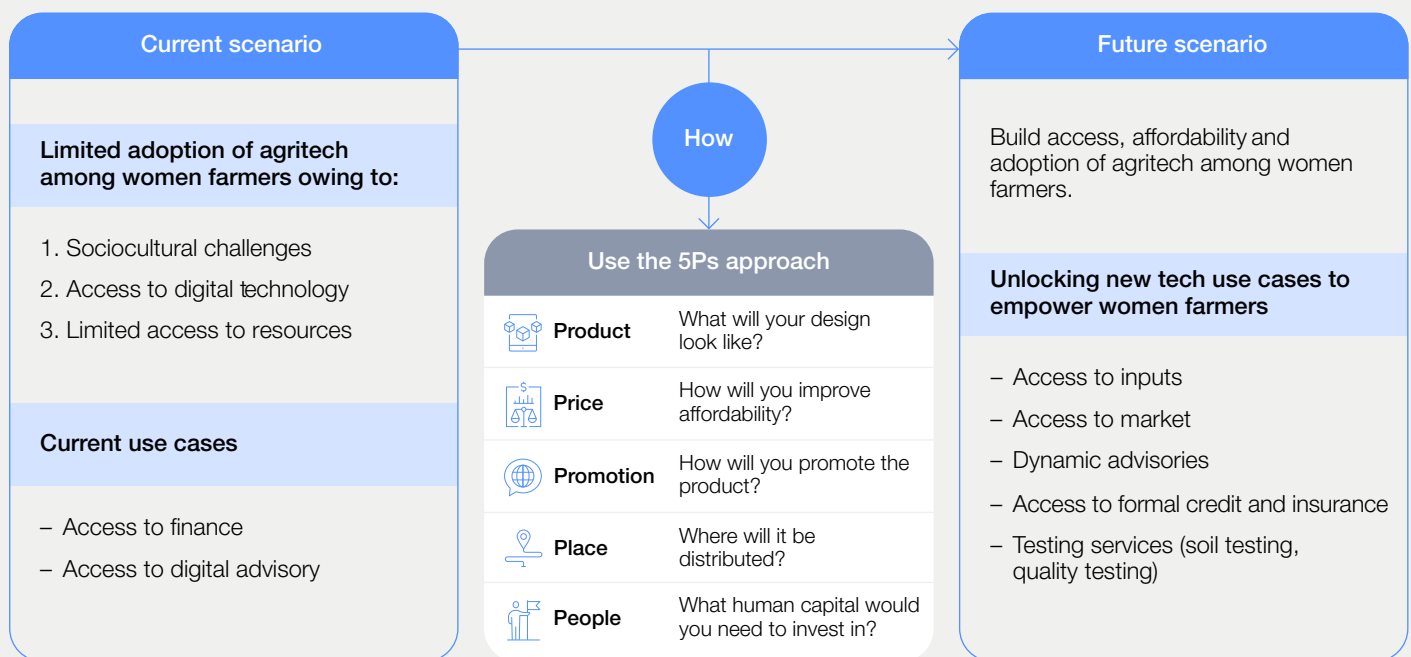 Current scenario
Limited adoption of agritech
among women farmers owing to:
1. Sociocultural challenges
2. Access to digital technology
3. Limited access to resources
Current use cases
– Access to finance
– Access to digital advisory
How
Use the 5Ps approach
Product
What will your design
look like?
Price
How will you improve
affordability?
Promotion
How will you promote the
product?
Place
Where will it be
distributed?
People
What human capital would
you need to invest in?
Future scenario
Build access, affordability and
adoption of agritech among women
farmers.
Unlocking new tech use cases to
empower women farmers
– Access to inputs
– Access to market
– Dynamic advisories
– Access to formal credit and insurance
– Testing services (soil testing,
quality testing)